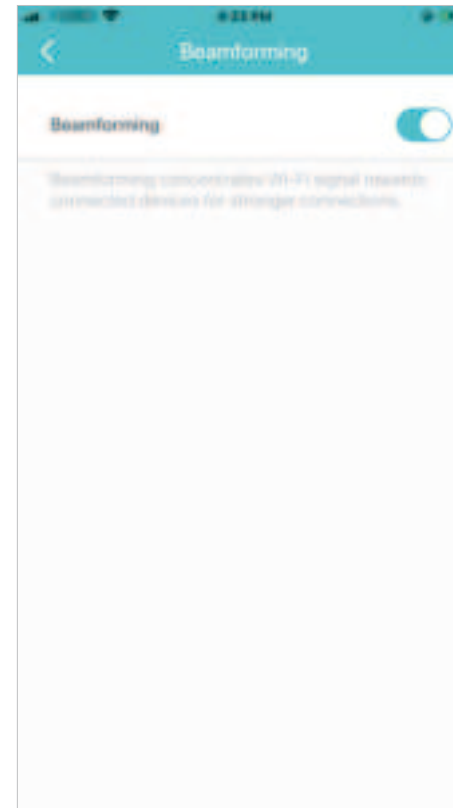 Beamforming
Beamforming
Beamforming concentrates Wi-Fi signal towards
connected devices for stronger connections.